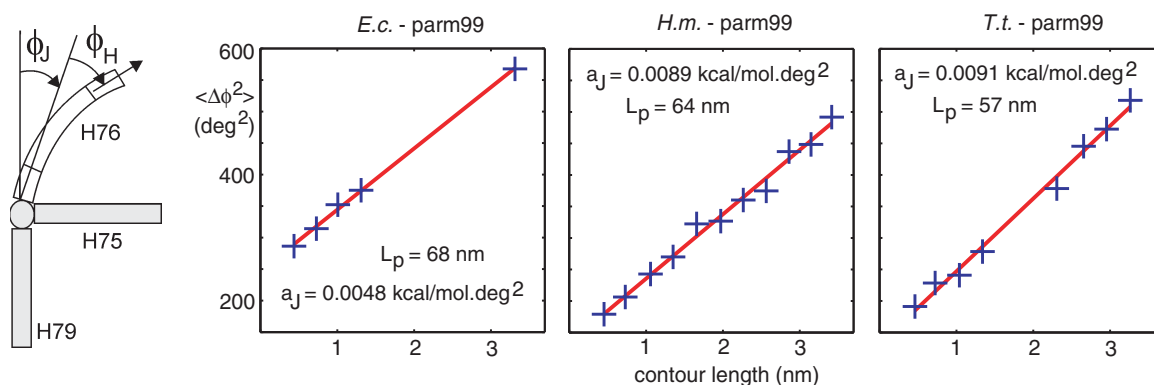 ϕJ
ϕH
H76
H75
H79
E.c. - parm99
<Δϕ²>
(deg²)
600
400
200
Lp = 68 nm
aJ = 0.0048 kcal/mol.deg²
1 2 3
H.m. - parm99
aJ = 0.0089 kcal/mol.deg²
Lp = 64 nm
1 2 3
contour length (nm)
T.t. - parm99
aJ = 0.0091 kcal/mol.deg²
Lp = 57 nm
1 2 3